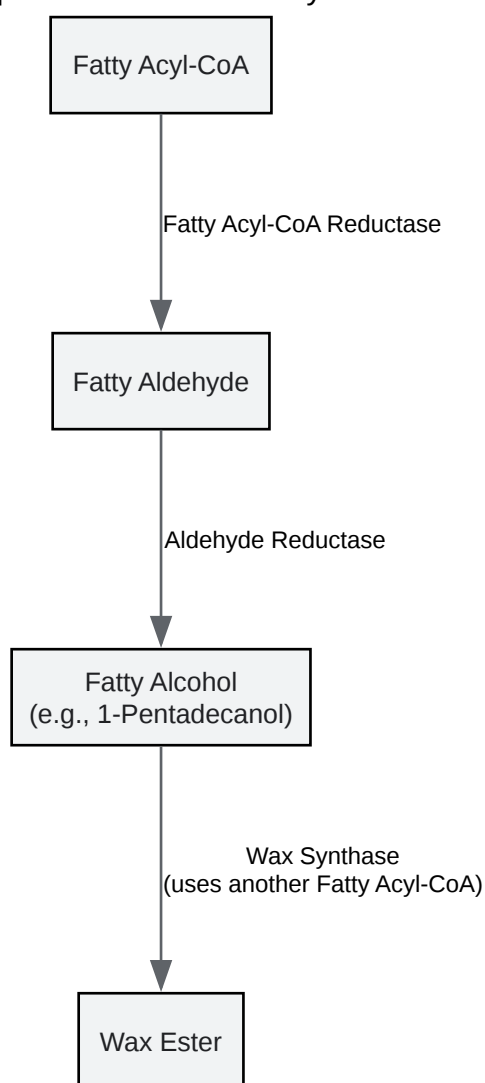 Fatty Acyl-CoA
Fatty Acyl-CoA Reductase
Fatty Aldehyde
Aldehyde Reductase
Fatty Alcohol
(e.g., 1-Pentadecanol)
Wax Synthase
(uses another Fatty Acyl-CoA)
Wax Ester